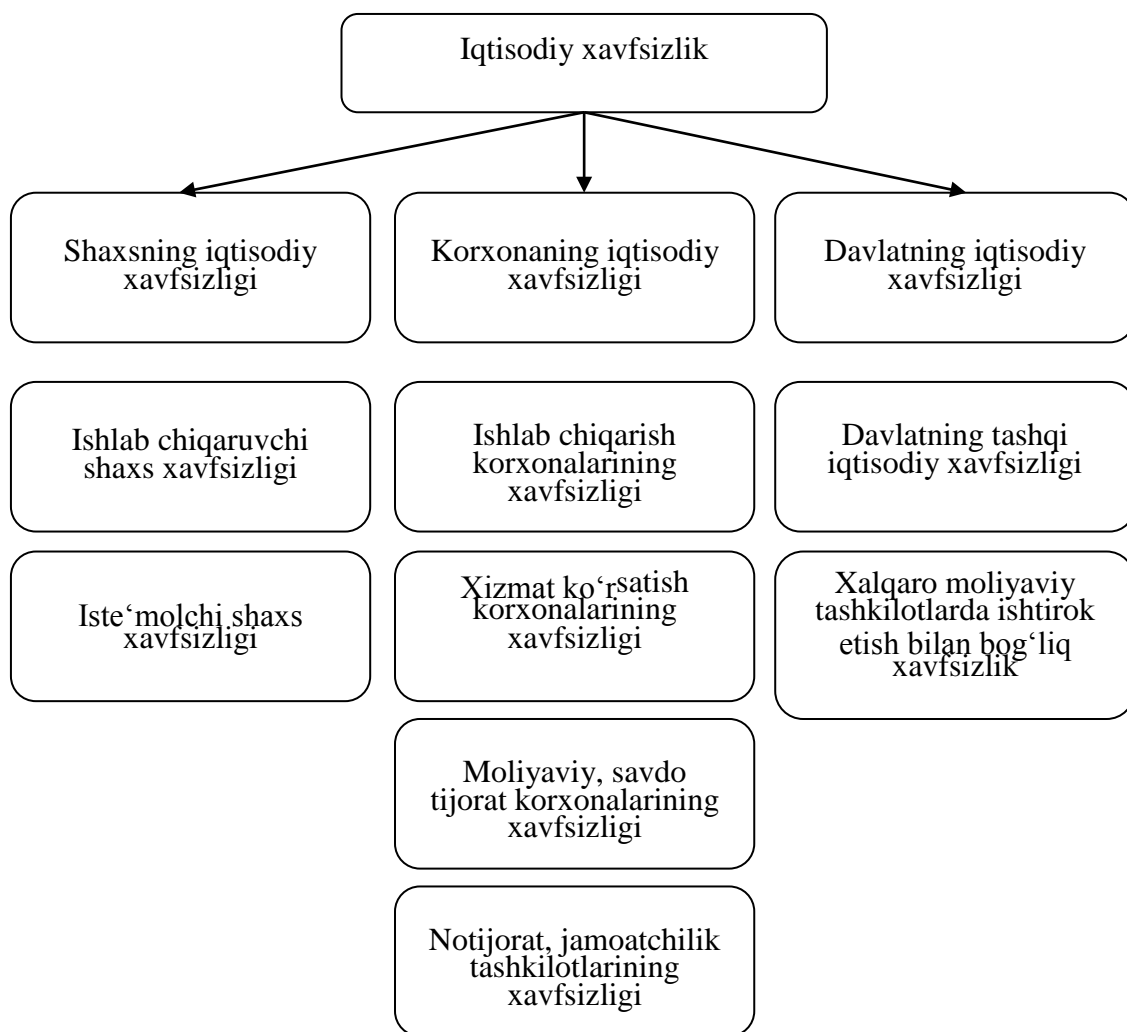 Iqtisodiy xavfsizlik
Shaxsning iqtisodiy
xavfsizligi
Korxonaning iqtisodiy
xavfsizligi
Davlatning iqtisodiy
xavfsizligi
Ishlab chiqaruvchi
shaxs xavfsizligi
Ishlab chiqarish
korxonalarining
xavfsizligi
Davlatning tashqi
iqtisodiy xavfsizligi
Iste‘molchi shaxs
xavfsizligi
Xizmat ko‘rsatish
korxonalarining
xavfsizligi
Xalqaro moliyaviy
tashkilotlarda ishtirok
etish bilan bog‘liq
xavfsizlik
Moliyaviy, savdo
tijorat korxonalarining
xavfsizligi
Notijorat, jamoatchilik
tashkilotlarining
xavfsizligi